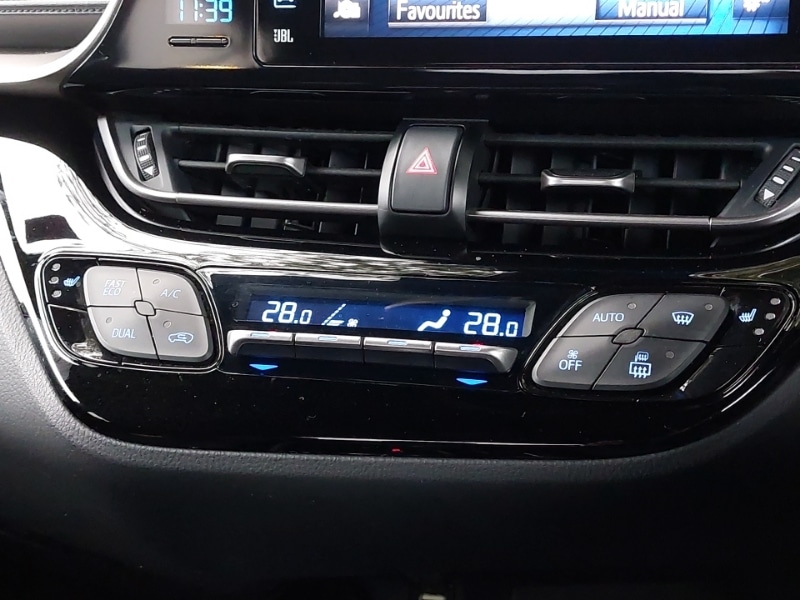 11:39
JBL
Favourites
Manual
FAST ECO
A/C
DUAL
28.0
28.0
AUTO
OFF